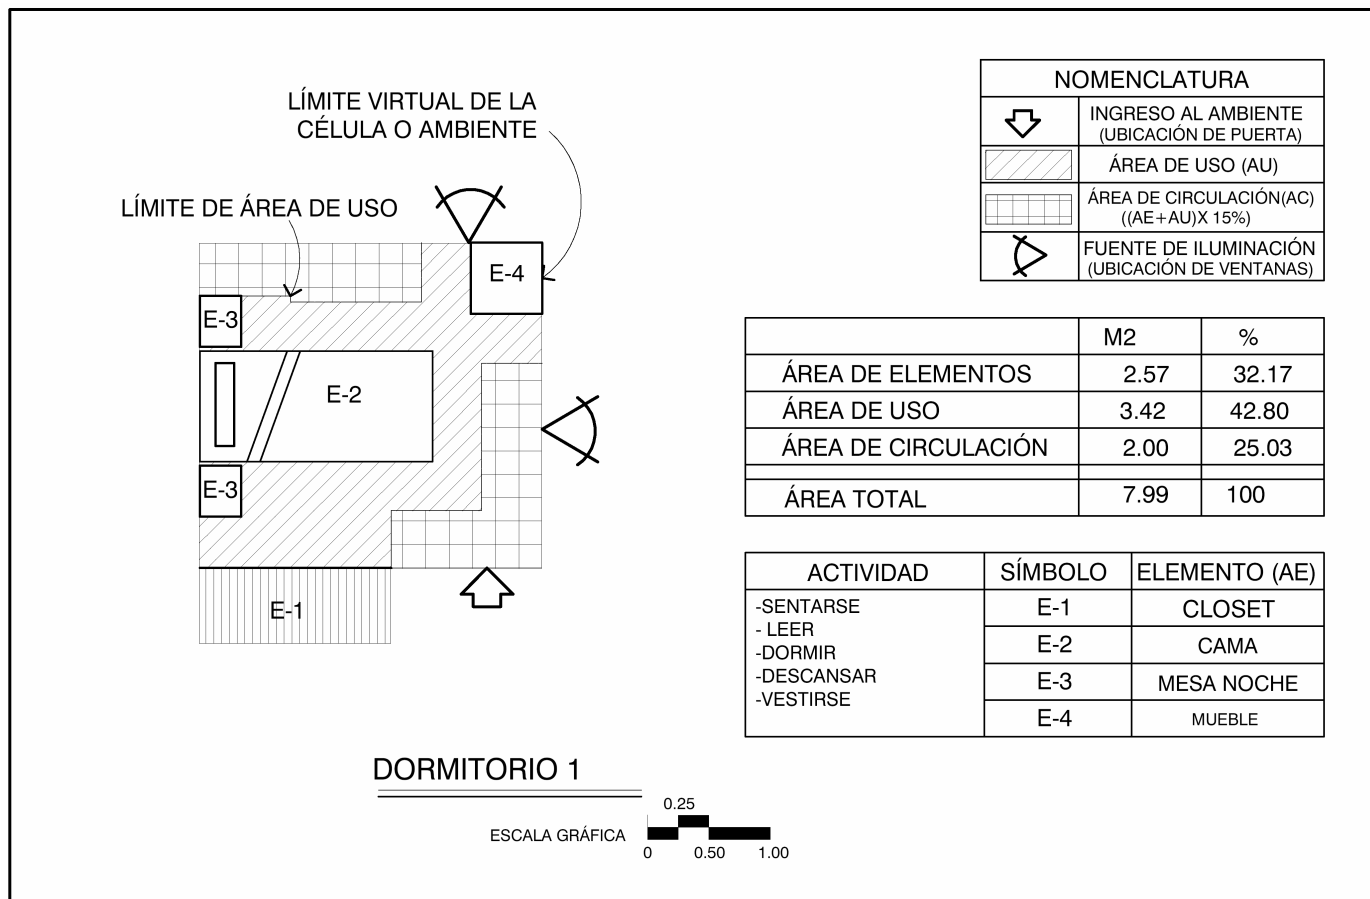 LÍMITE VIRTUAL DE LA
CÉLULA O AMBIENTE
LÍMITE DE ÁREA DE USO
E-4
E-3
E-2
E-3
E-1
NOMENCLATURA
INGRESO AL AMBIENTE
(UBICACIÓN DE PUERTA)
ÁREA DE USO (AU)
ÁREA DE CIRCULACIÓN(AC)
((AE+AU)X 15%)
FUENTE DE ILUMINACIÓN
(UBICACIÓN DE VENTANAS)
M2 %
ÁREA DE ELEMENTOS 2.57 32.17
ÁREA DE USO 3.42 42.80
ÁREA DE CIRCULACIÓN 2.00 25.03
ÁREA TOTAL 7.99 100
ACTIVIDAD SÍMBOLO ELEMENTO (AE)
-SENTARSE
- LEER
-DORMIR
-DESCANSAR
-VESTIRSE
E-1 CLOSET
E-2 CAMA
E-3 MESA NOCHE
E-4 MUEBLE
DORMITORIO 1
ESCALA GRÁFICA
0.25
0 0.50 1.00